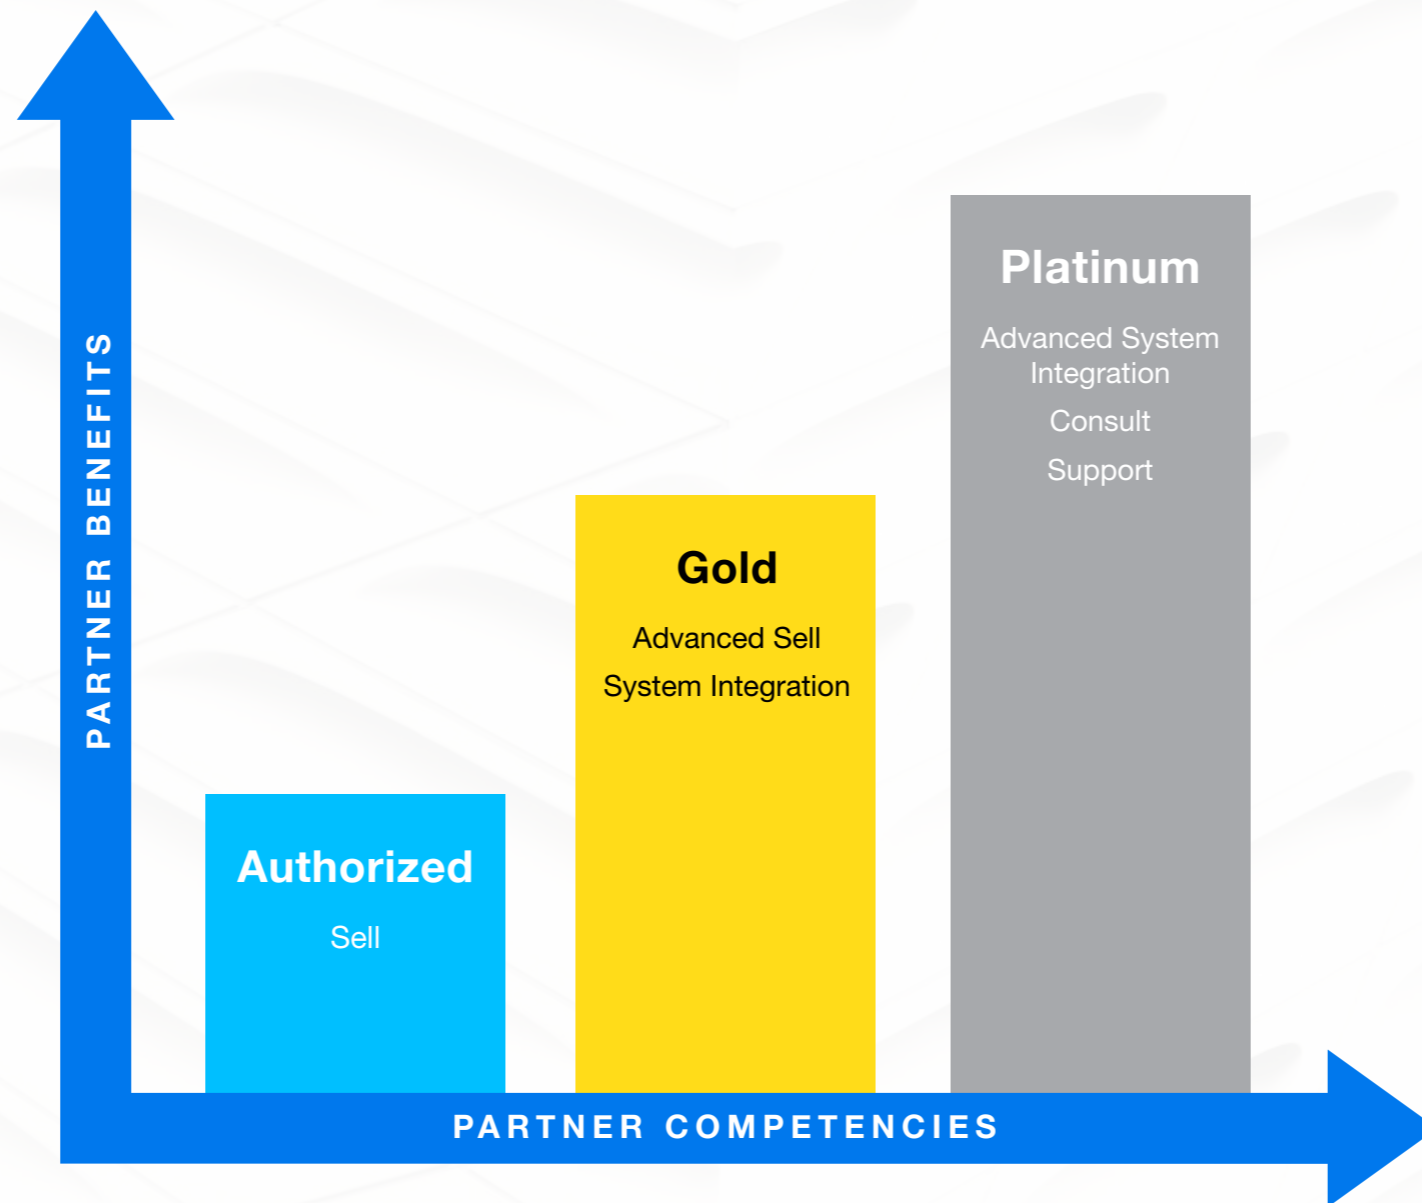 PARTNER BENEFITS
Authorized
Sell
Gold
Advanced Sell
System Integration
Platinum
Advanced System
Integration
Consult
Support
PARTNER COMPETENCIES